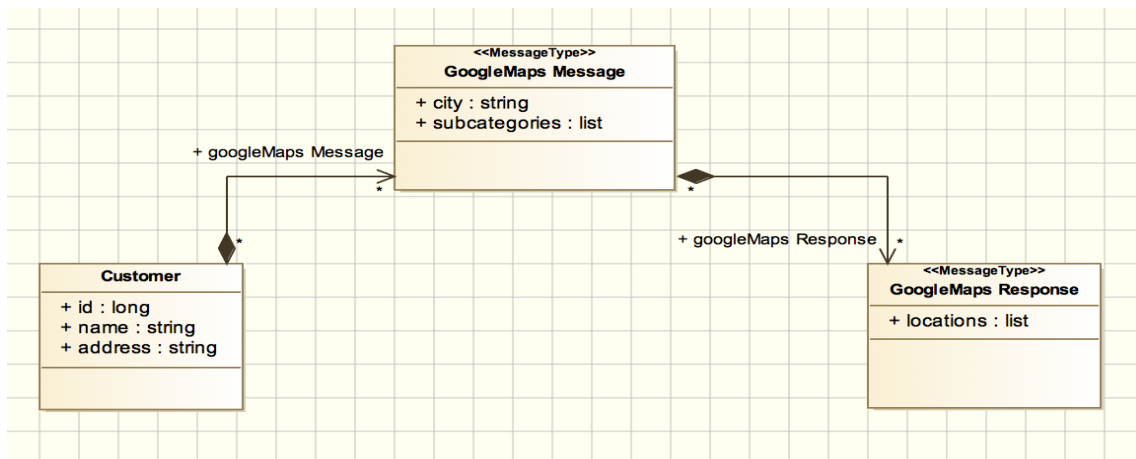 <<MessageType>>
GoogleMaps Message
+ city : string
+ subcategories : list
+ googleMaps Message
*
*
*
+ googleMaps Response
*
Customer
+ id : long
+ name : string
+ address : string
<<MessageType>>
GoogleMaps Response
+ locations : list